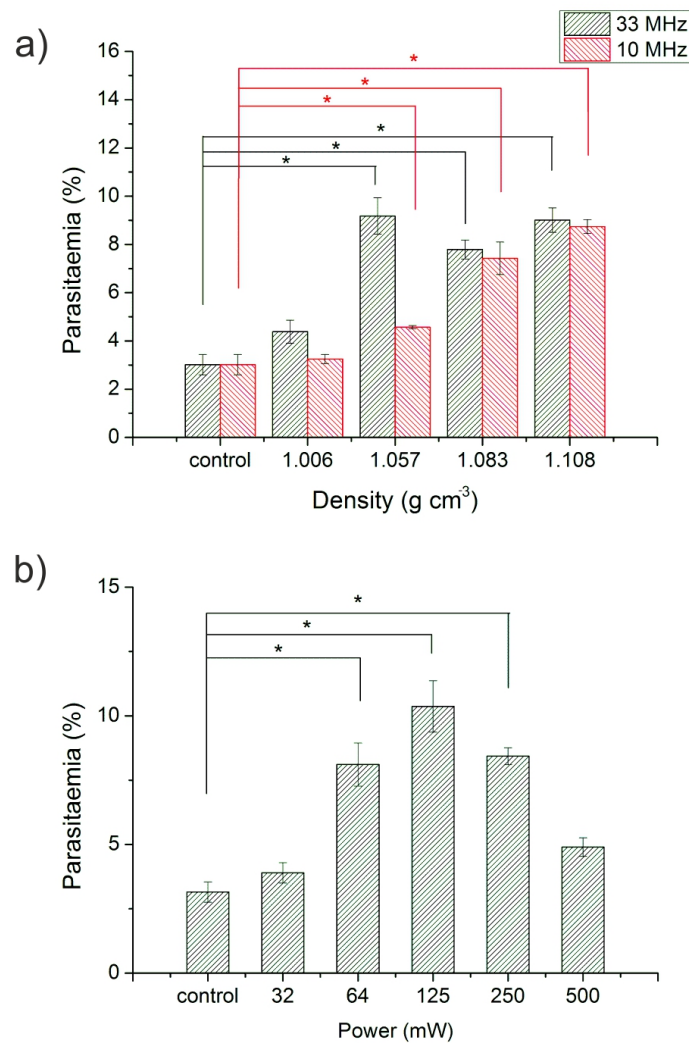 a)
33 MHz
10 MHz
16
14
12
10
8
6
4
2
0
Parasitaemia (%)
*
*
*
*
*
*
control 1.006 1.057 1.083 1.108
Density (g cm-3)
b)
15
10
5
0
Parasitaemia (%)
*
*
*
control 32 64 125 250 500
Power (mW)